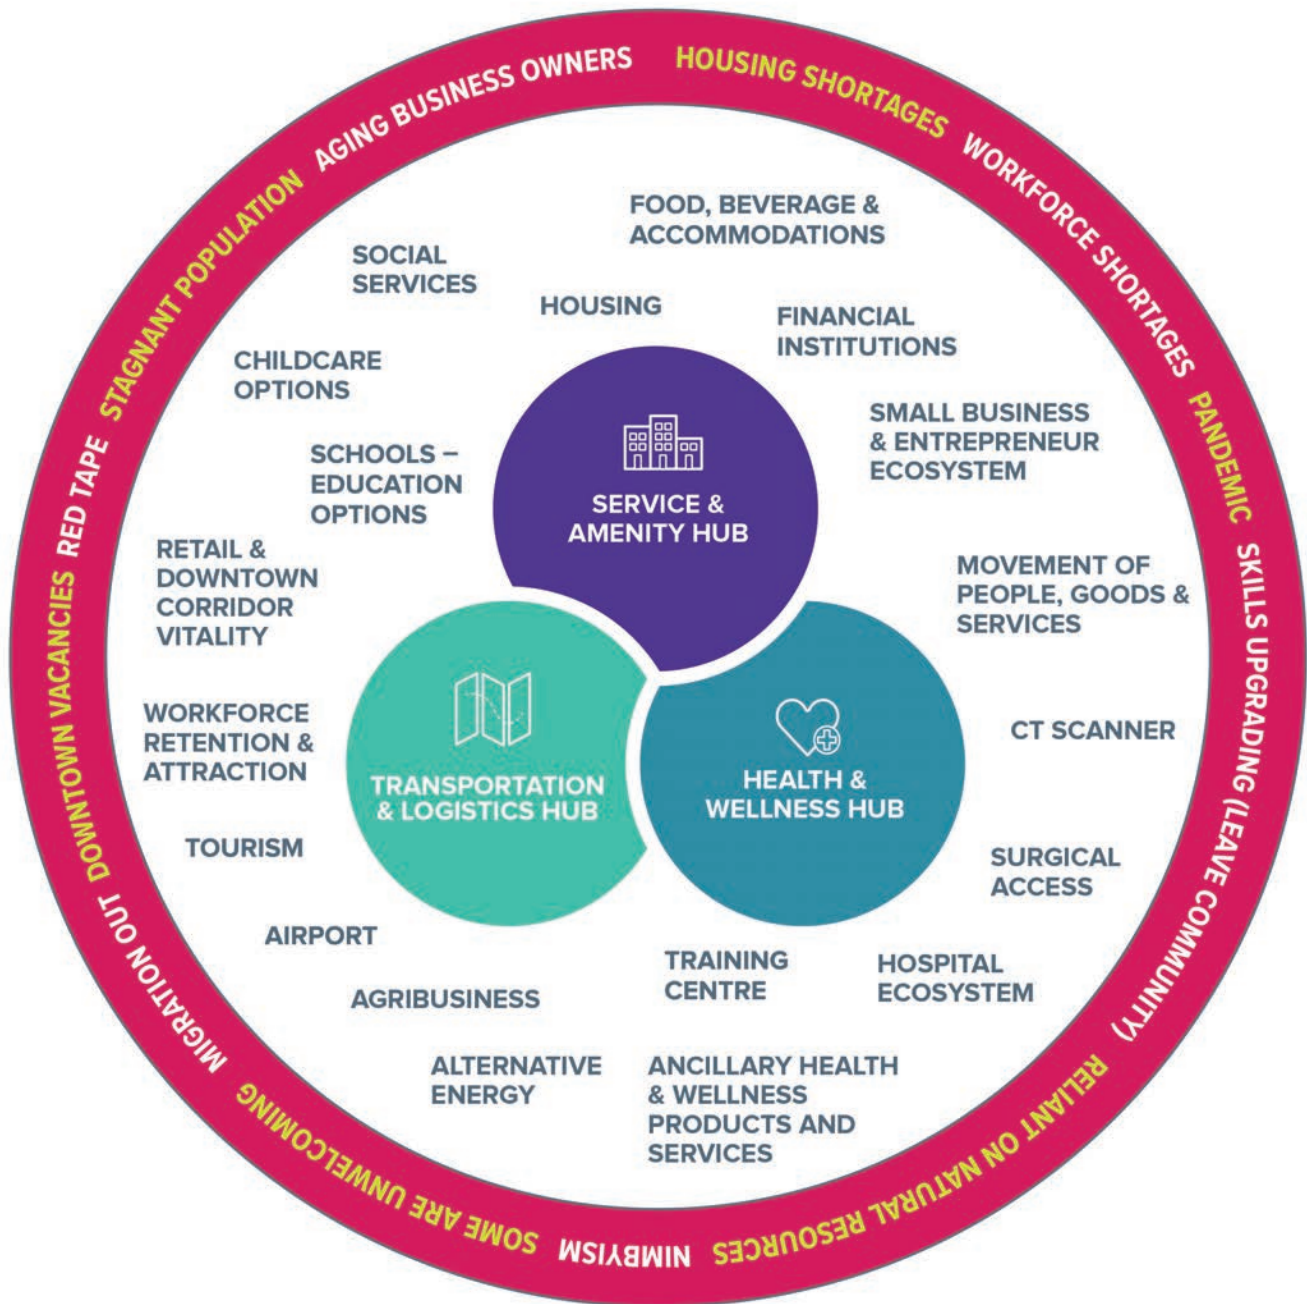 AGING BUSINESS OWNERS
HOUSING SHORTAGES
WORKFORCE SHORTAGES
PANDEMIC
SKILLS UPGRADING (LEAVE COMMUNITY)
RELIANT ON NATURAL RESOURCES
NIMBYISM
SOME ARE UNWELCOMING
MIGRATION OUT
DOWNTOWN VACANCIES
RED TAPE
STAGNANT POPULATION
FOOD, BEVERAGE &
ACCOMMODATIONS
SOCIAL
SERVICES
HOUSING
FINANCIAL
INSTITUTIONS
CHILDCARE
OPTIONS
SMALL BUSINESS
& ENTREPRENEUR
ECOSYSTEM
SCHOOLS –
EDUCATION
OPTIONS
SERVICE &
AMENITY HUB
RETAIL &
DOWNTOWN
CORRIDOR
VITALITY
MOVEMENT OF
PEOPLE, GOODS &
SERVICES
WORKFORCE
RETENTION &
ATTRACTION
TRANSPORTATION
& LOGISTICS HUB
HEALTH &
WELLNESS HUB
CT SCANNER
TOURISM
SURGICAL
ACCESS
AIRPORT
AGRIBUSINESS
TRAINING
CENTRE
HOSPITAL
ECOSYSTEM
ALTERNATIVE
ENERGY
ANCILLARY HEALTH
& WELLNESS
PRODUCTS AND
SERVICES